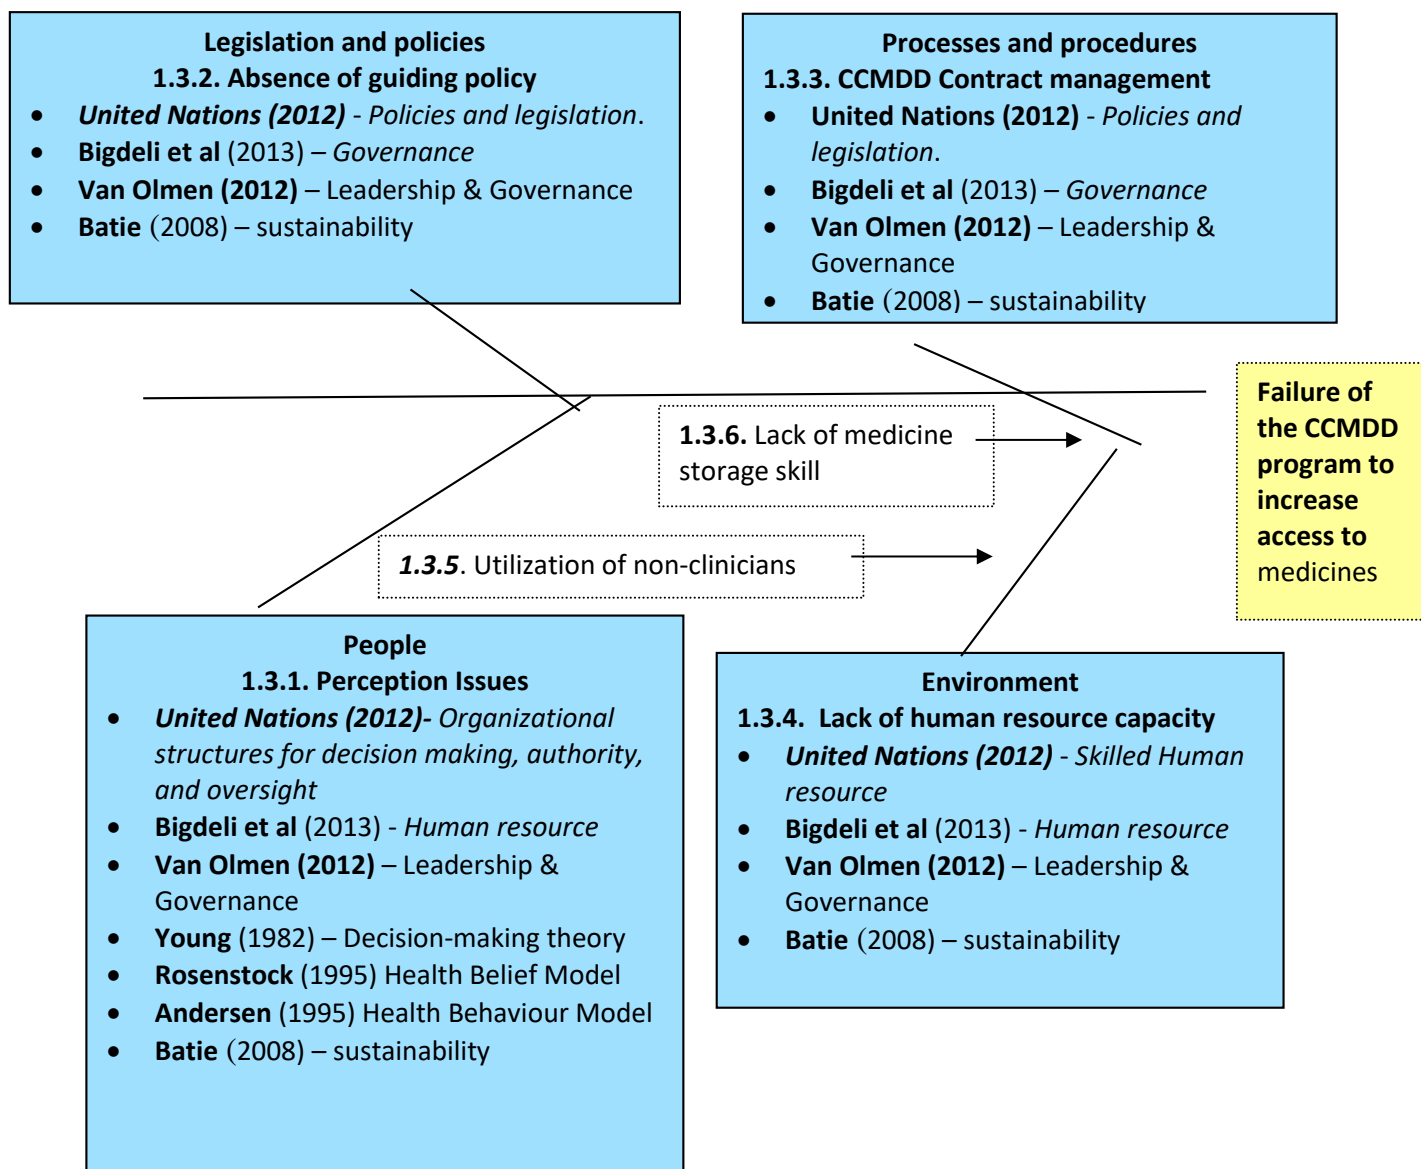 Legislation and policies
1.3.2. Absence of guiding policy
• United Nations (2012) - Policies and legislation.
• Bigdeli et al (2013) – Governance
• Van Olmen (2012) – Leadership & Governance
• Batie (2008) – sustainability
Processes and procedures
1.3.3. CCMDD Contract management
• United Nations (2012) - Policies and
legislation.
• Bigdeli et al (2013) – Governance
• Van Olmen (2012) – Leadership &
Governance
• Batie (2008) – sustainability
Failure of
the CCMDD
program to
increase
access to
medicines
1.3.6. Lack of medicine
storage skill
1.3.5. Utilization of non-clinicians
People
1.3.1. Perception Issues
• United Nations (2012)- Organizational
structures for decision making, authority,
and oversight
• Bigdeli et al (2013) - Human resource
• Van Olmen (2012) – Leadership &
Governance
• Young (1982) – Decision-making theory
• Rosenstock (1995) Health Belief Model
• Andersen (1995) Health Behaviour Model
• Batie (2008) – sustainability
Environment
1.3.4. Lack of human resource capacity
• United Nations (2012) - Skilled Human
resource
• Bigdeli et al (2013) - Human resource
• Van Olmen (2012) – Leadership &
Governance
• Batie (2008) – sustainability